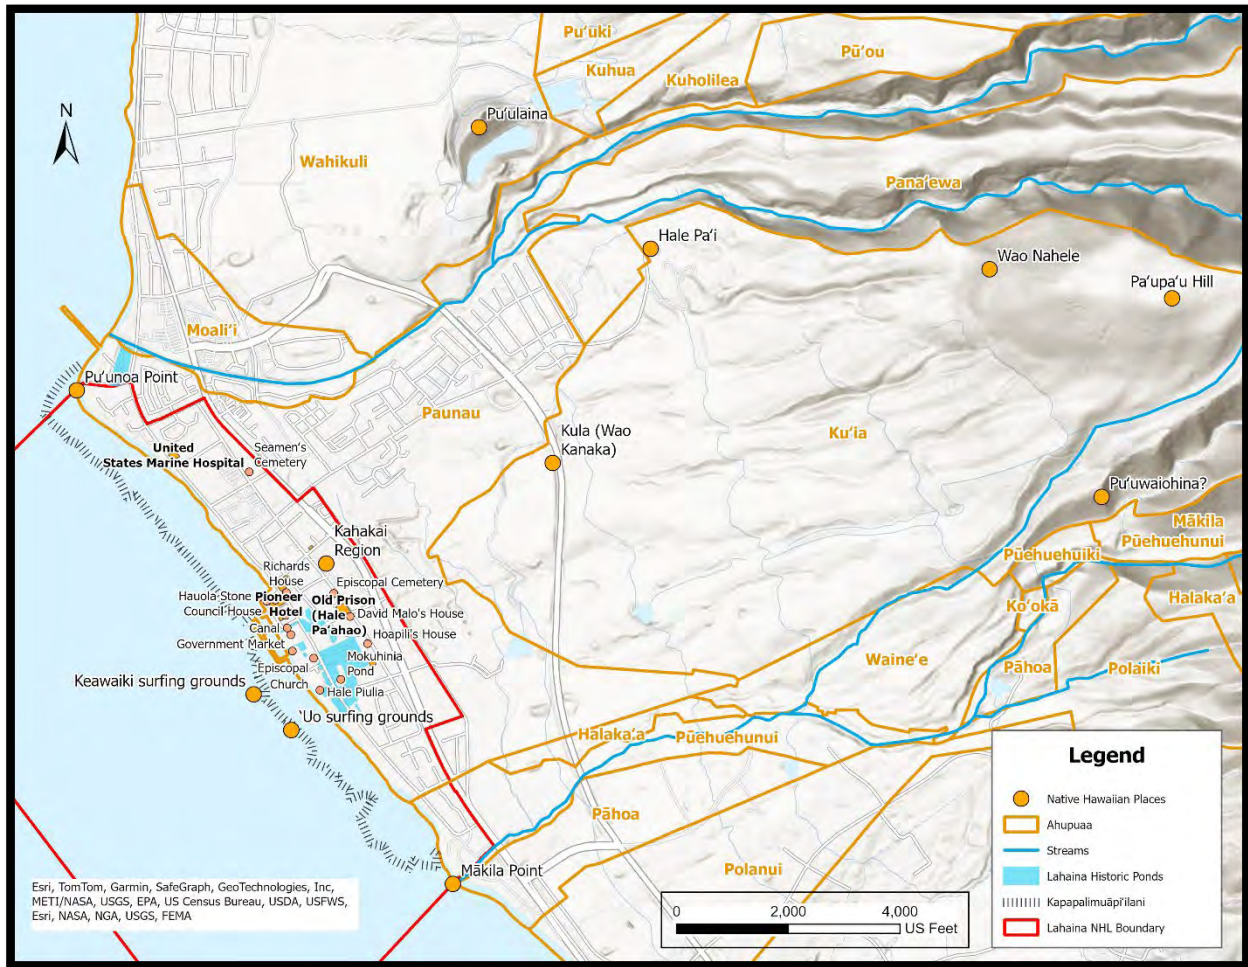 Pu‘uki
Kuhua
Pū‘ou
Kuholilea
N
Pu‘ulaina
Wahikuli
Pana‘ewa
Hale Pa‘i
Wao Nahele
Pa‘upa‘u Hill
Moali‘i
Pu‘unoa Point
Paunau
Kula (Wao
Kanaka)
Ku‘ia
United
States Marine Hospital
Seamen's
Cemetery
Pu‘uwaiohina?
Mākila
Pūehuehunui
Pūehuehuiki
Kahakai
Region
Richards
House
Episcopal Cemetery
Hauola Stone
Pioneer
Hotel
Old Prison
(Hale
Pa‘ahao)
David Malo's House
Council House
Canal
Hoapili's House
Government Market
Mokuhinia
Pond
Episcopal
Church
Hale Piulia
Ko‘okā
Halaka‘a
Waine‘e
Pāhoa
Polaiki
Keawaiki surfing grounds
‘Uo surfing grounds
Halaka‘a
Pūehuehunui
Pāhoa
Polanui
Mākila Point
Legend
Native Hawaiian Places
Ahupuaa
Streams
Lahaina Historic Ponds
Kapapalimuāpi‘ilani
Lahaina NHL Boundary
Esri, TomTom, Garmin, SafeGraph, GeoTechnologies, Inc,
METI/NASA, USGS, EPA, US Census Bureau, USDA, USFWS,
Esri, NASA, NGA, USGS, FEMA
0 2,000 4,000
US Feet